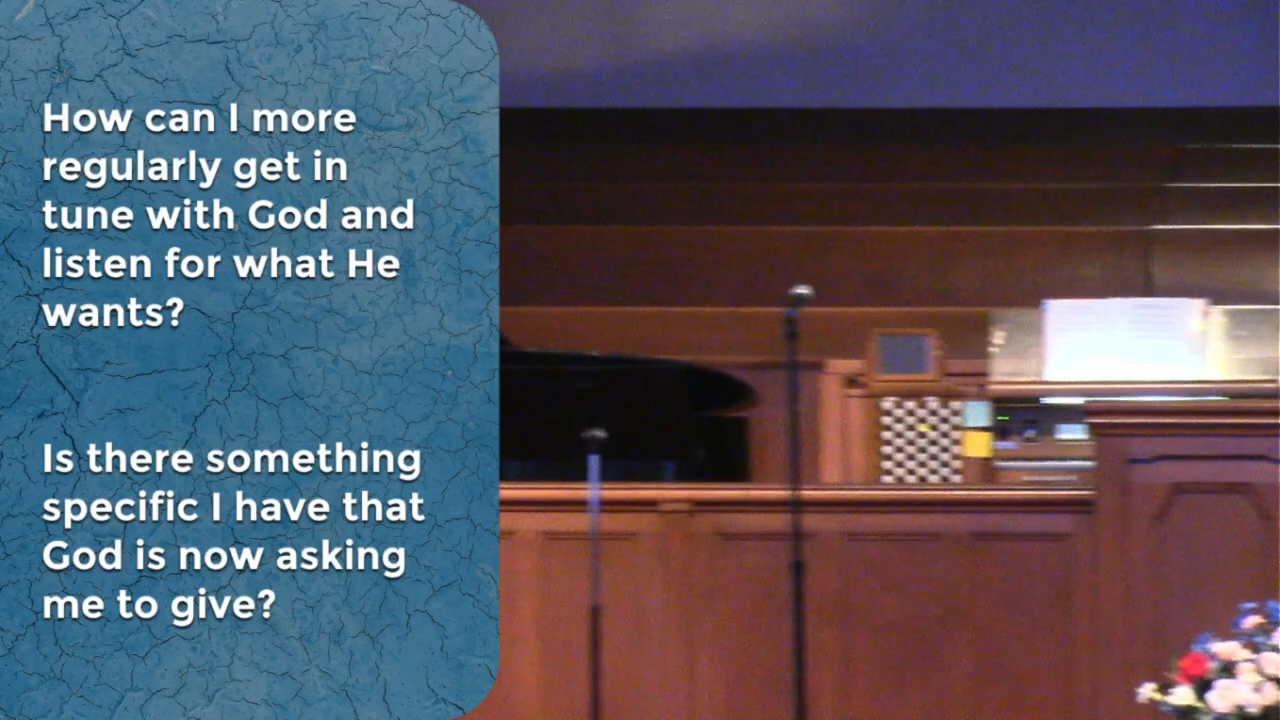 How can I more
regularly get in
tune with God and
listen for what He
wants?
Is there something
specific I have that
God is now asking
me to give?